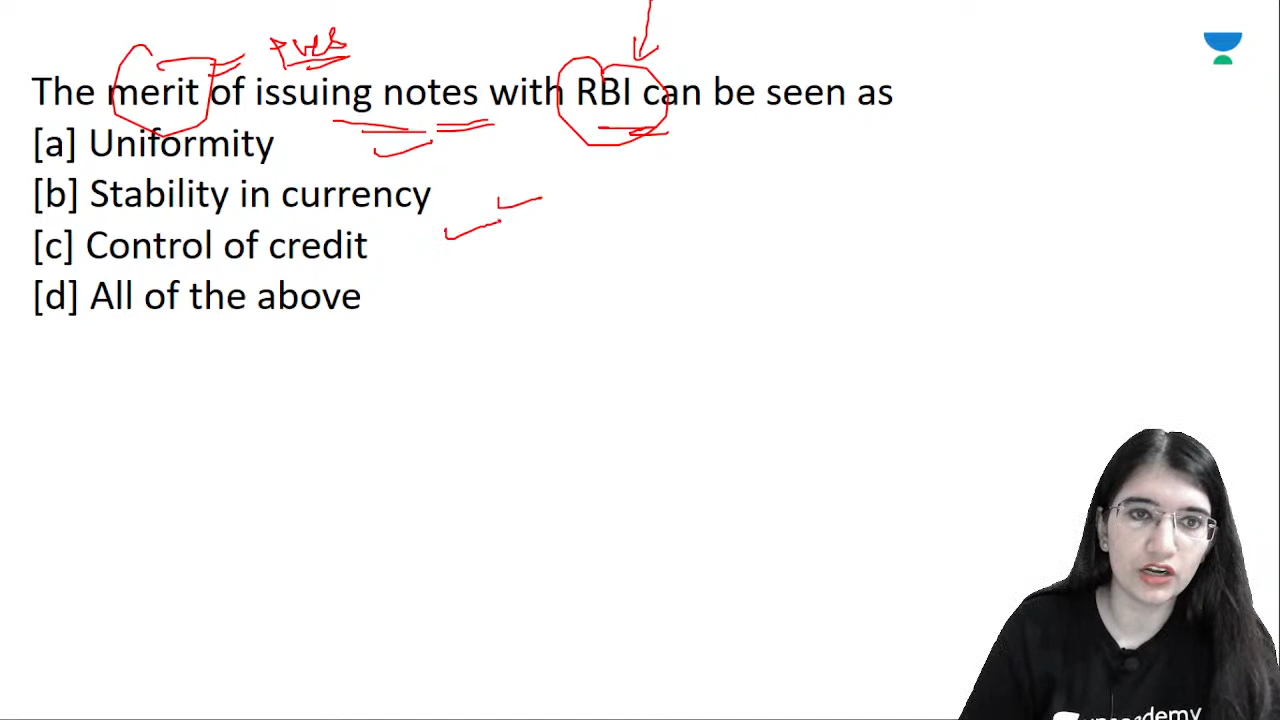 +ves
The merit of issuing notes with RBI can be seen as
[a] Uniformity
[b] Stability in currency
[c] Control of credit
[d] All of the above